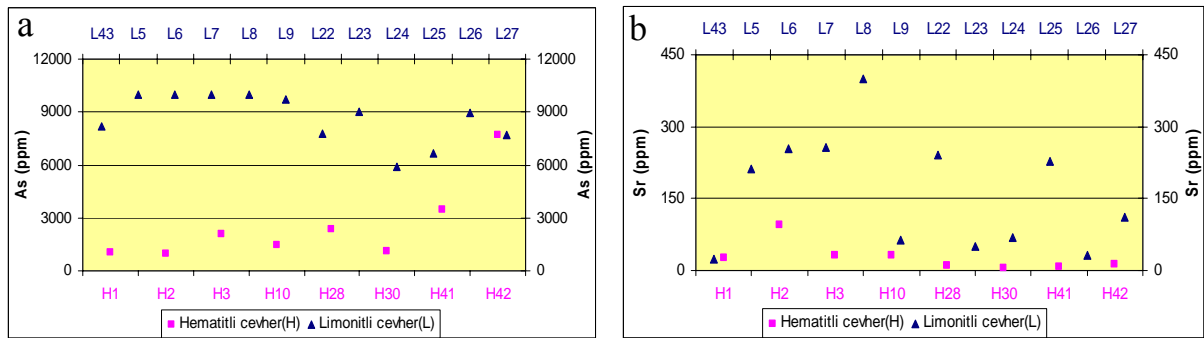 a
L43 L5 L6 L7 L8 L9 L22 L23 L24 L25 L26 L27
12000 12000
9000 9000
6000 6000
3000 3000
0 0
As (ppm)
As (ppm)
H1 H2 H3 H10 H28 H30 H41 H42
Hematitli cevher(H) Limonitli cevher(L)
b
L43 L5 L6 L7 L8 L9 L22 L23 L24 L25 L26 L27
450 450
300 300
150 150
0 0
Sr (ppm)
Sr (ppm)
H1 H2 H3 H10 H28 H30 H41 H42
Hematitli cevher(H) Limonitli cevher(L)